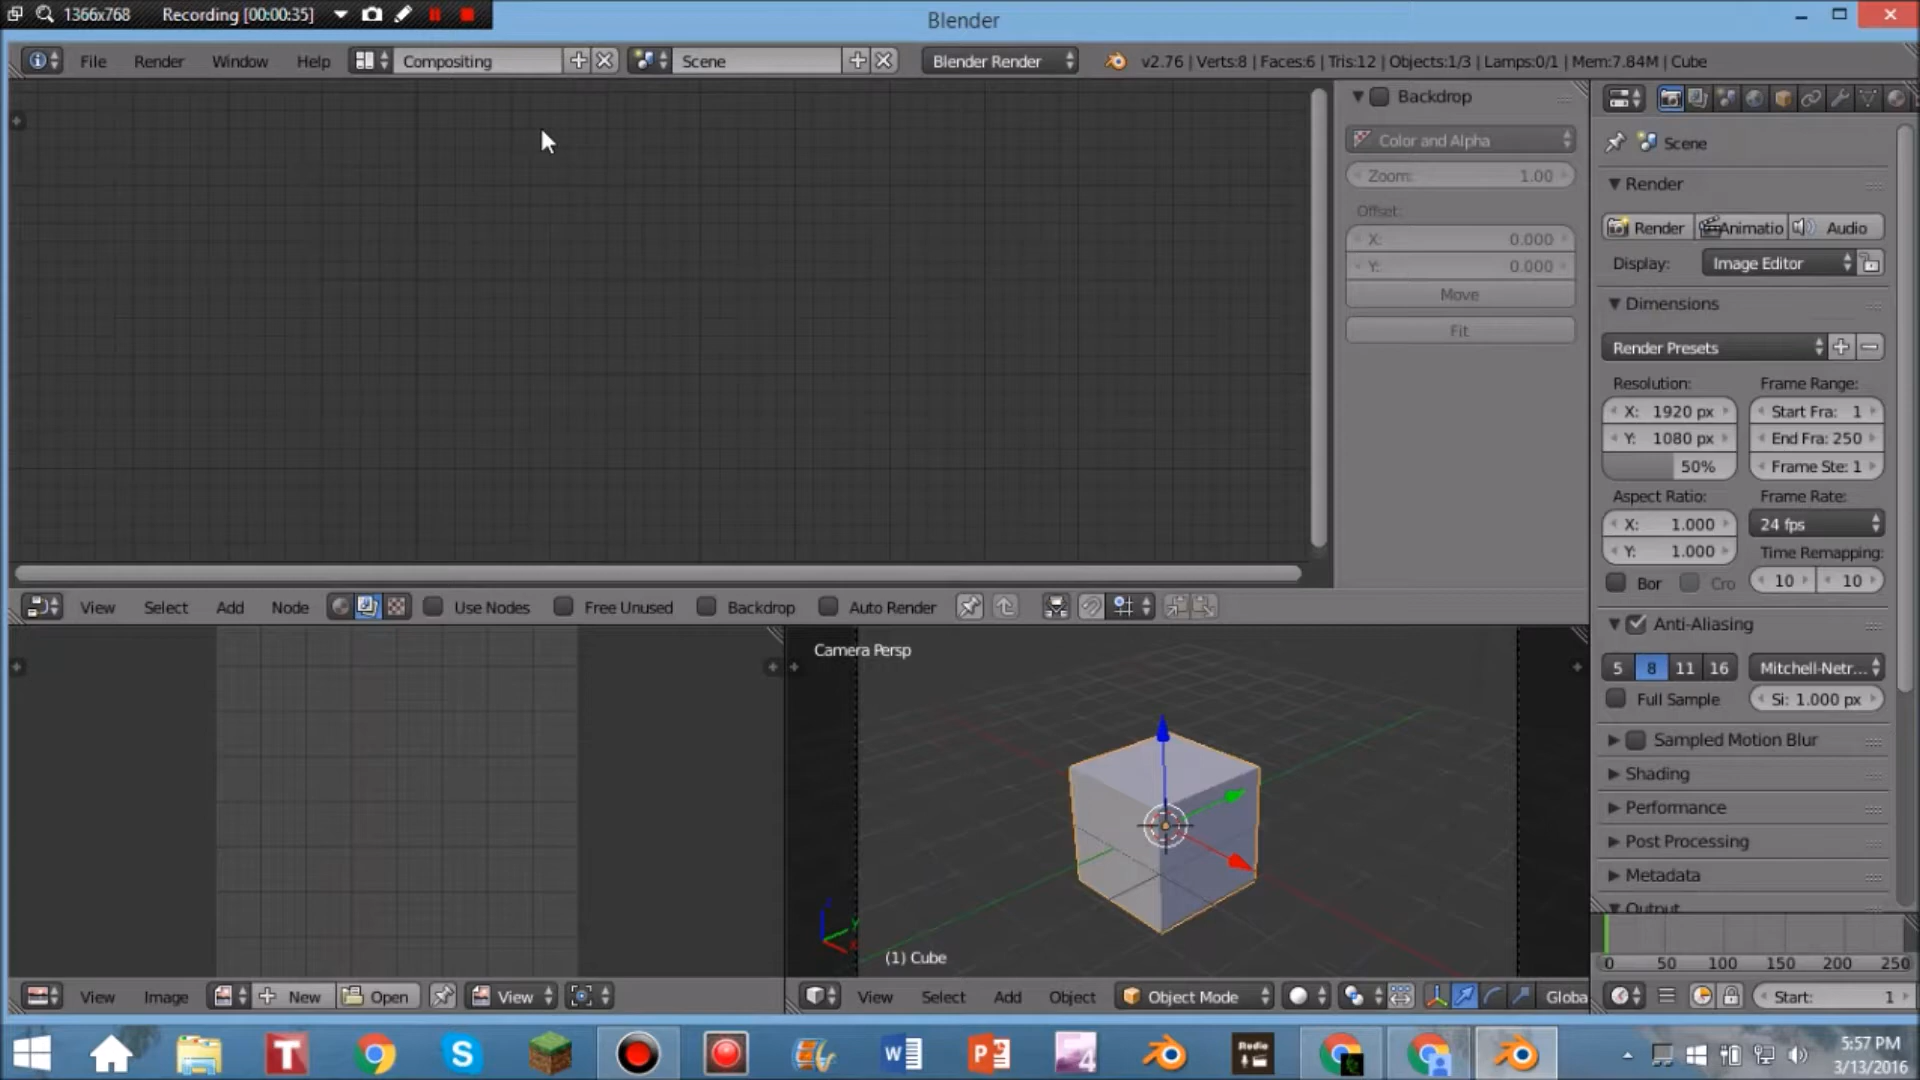 1366x768 Recording [00:00:35]
Blender
File Render Window Help Compositing Scene Blender Render v2.76 | Verts:8 | Faces:6 | Tris:12 | Objects:1/3 | Lamps:0/1 | Mem:7.84M | Cube
Backdrop
Color and Alpha
Zoom: 1.00
Offset:
X: 0.000
Y: 0.000
Move
Fit
Scene
Render
Render Animatio Audio
Display: Image Editor
Dimensions
Render Presets
Resolution: Frame Range:
X: 1920 px Start Fra: 1
Y: 1080 px End Fra: 250
50% Frame Ste: 1
Aspect Ratio: Frame Rate:
X: 1.000 24 fps
Y: 1.000 Time Remapping:
Bor Cro 10 10
Anti-Aliasing
5 8 11 16 Mitchell-Netr...
Full Sample Si: 1.000 px
Sampled Motion Blur
Shading
Performance
Post Processing
Metadata
Output
0 50 100 150 200 250
Start: 1
View Select Add Node Use Nodes Free Unused Backdrop Auto Render
Camera Persp
(1) Cube
View Image New Open View
View Select Add Object Object Mode Globa
5:57 PM
3/13/2016